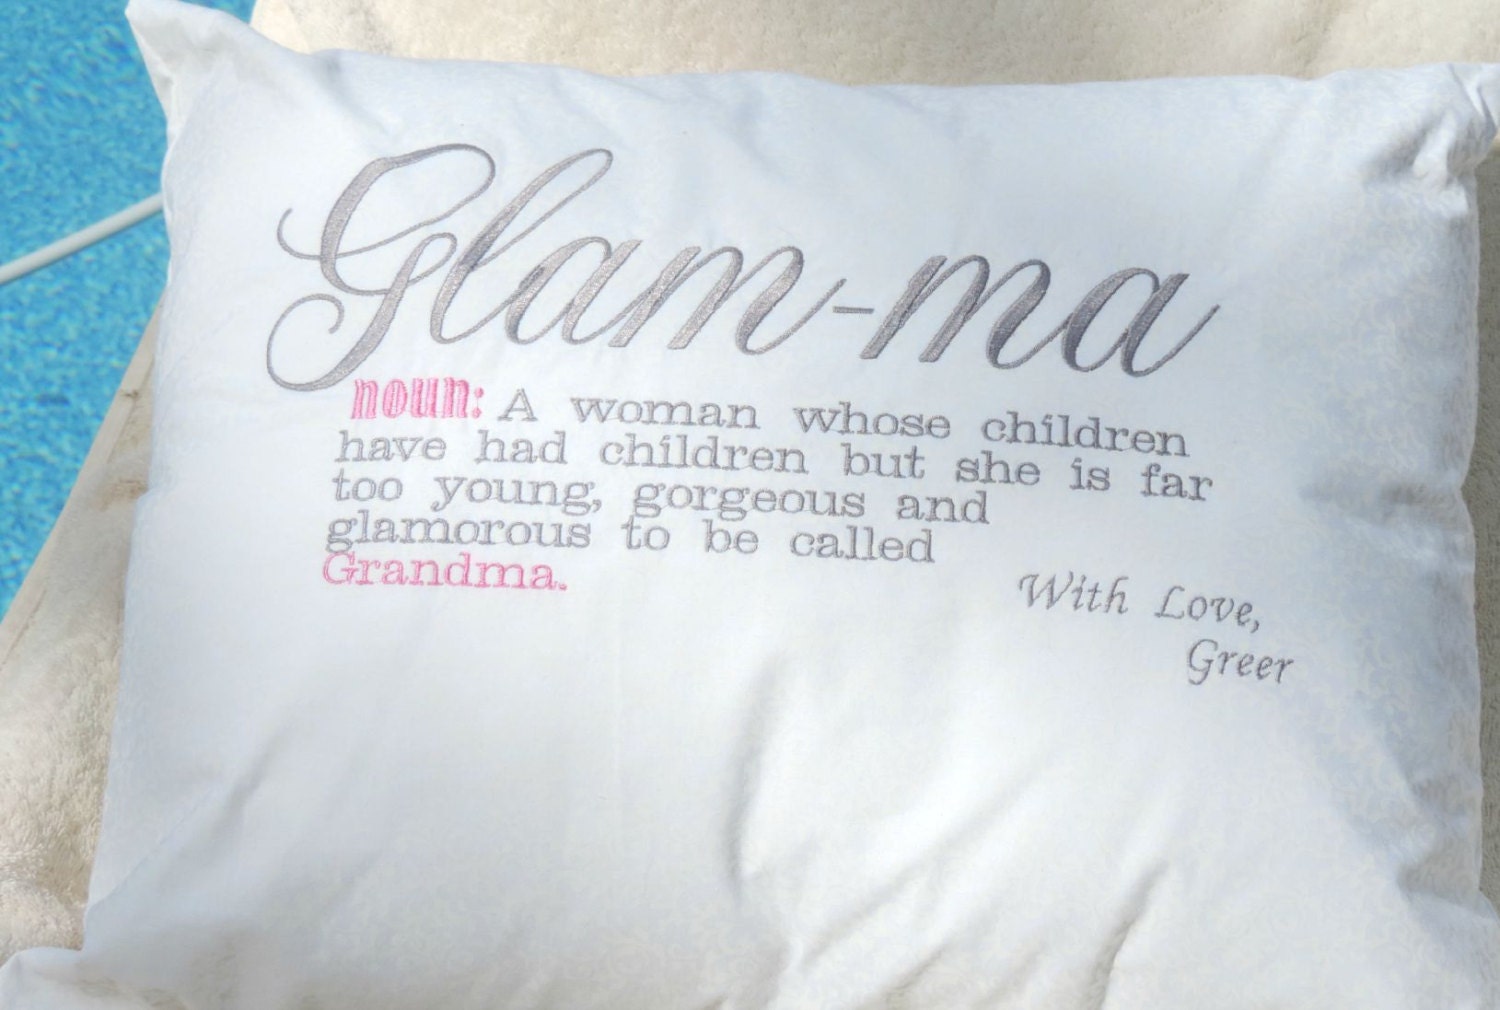 Glam-ma
noun: A woman whose children
have had children but she is far
too young, gorgeous and
glamorous to be called
Grandma.
With Love,
Greer